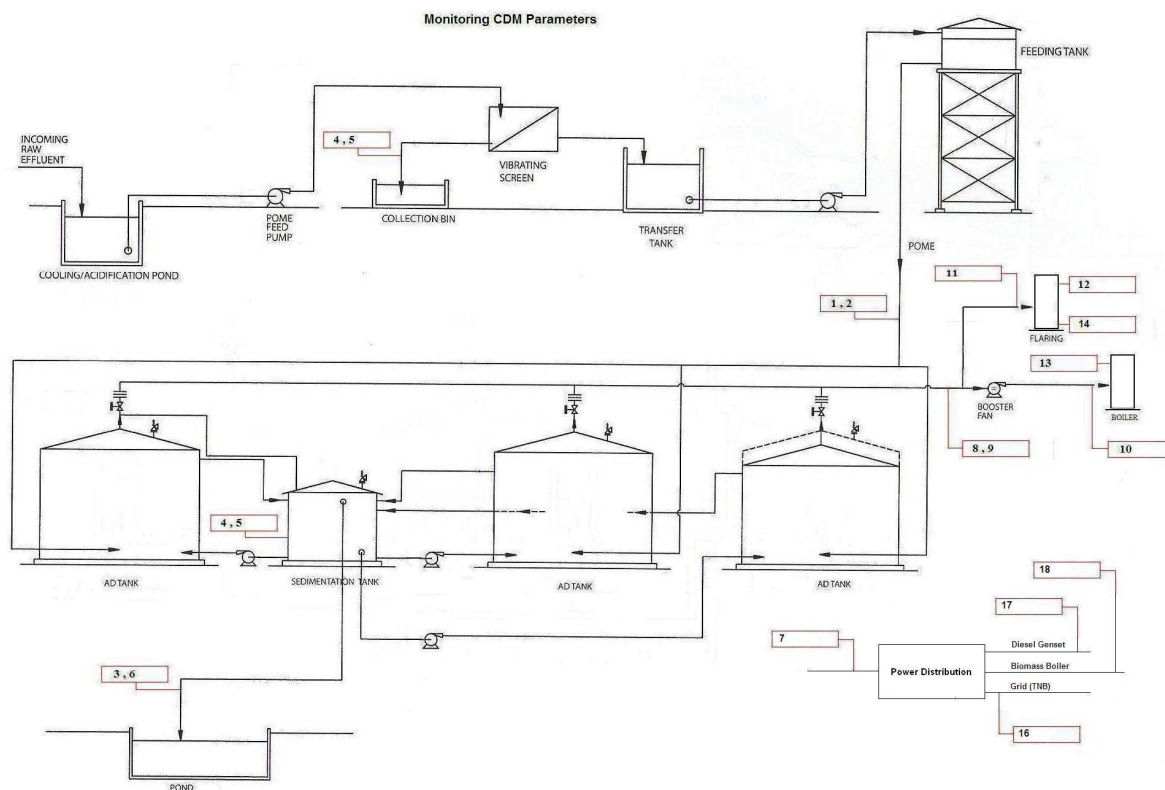 Monitoring CDM Parameters
FEEDING TANK
INCOMING
RAW
EFFLUENT
4 , 5
VIBRATING
SCREEN
POME
FEED
PUMP
COLLECTION BIN
TRANSFER
TANK
COOLING/ACIDIFICATION POND
POME
11
12
1 , 2
14
FLARING
13
BOOSTER
FAN
BOILER
8 , 9
10
4 , 5
AD TANK
SEDIMENTATION TANK
AD TANK
AD TANK
18
17
7
Diesel Genset
Power Distribution
Biomass Boiler
Grid (TNB)
3 , 6
16
POND